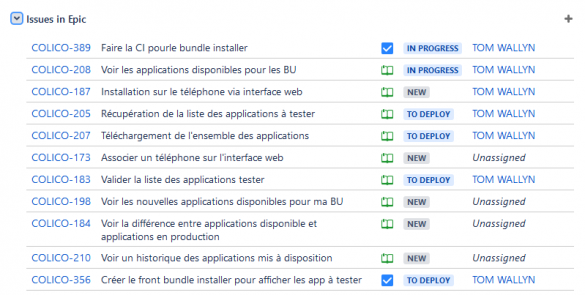 Issues in Epic
COLICO-389 Faire la CI pourle bundle installer IN PROGRESS TOM WALLYN
COLICO-208 Voir les applications disponibles pour les BU IN PROGRESS TOM WALLYN
COLICO-187 Installation sur le téléphone via interface web NEW TOM WALLYN
COLICO-205 Récupération de la liste des applications à tester TO DEPLOY TOM WALLYN
COLICO-207 Téléchargement de l'ensemble des applications TO DEPLOY TOM WALLYN
COLICO-173 Associer un téléphone sur l'interface web NEW Unassigned
COLICO-183 Valider la liste des applications tester TO DEPLOY TOM WALLYN
COLICO-198 Voir les nouvelles applications disponibles pour ma BU NEW Unassigned
COLICO-184 Voir la différence entre applications disponible et NEW Unassigned
applications en production
COLICO-210 Voir un historique des applications mis à disposition NEW Unassigned
COLICO-356 Créer le front bundle installer pour afficher les app à tester TO DEPLOY TOM WALLYN